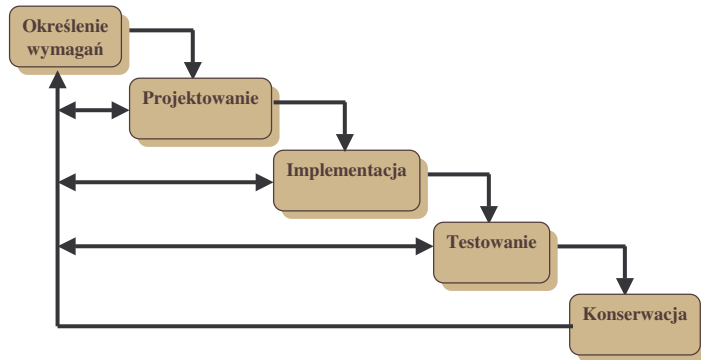 Określenie
wymagań
Projektowanie
Implementacja
Testowanie
Konserwacja